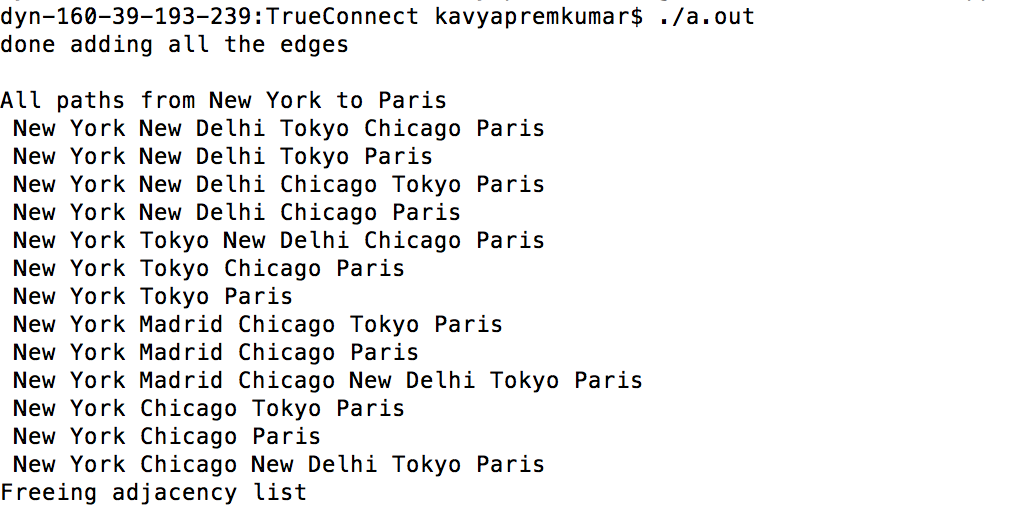 dyn-160-39-193-239:TrueConnect kavyapremkumar$ ./a.out
done adding all the edges

All paths from New York to Paris
New York New Delhi Tokyo Chicago Paris
New York New Delhi Tokyo Paris
New York New Delhi Chicago Tokyo Paris
New York New Delhi Chicago Paris
New York Tokyo New Delhi Chicago Paris
New York Tokyo Chicago Paris
New York Tokyo Paris
New York Madrid Chicago Tokyo Paris
New York Madrid Chicago Paris
New York Madrid Chicago New Delhi Tokyo Paris
New York Chicago Tokyo Paris
New York Chicago Paris
New York Chicago New Delhi Tokyo Paris
Freeing adjacency list